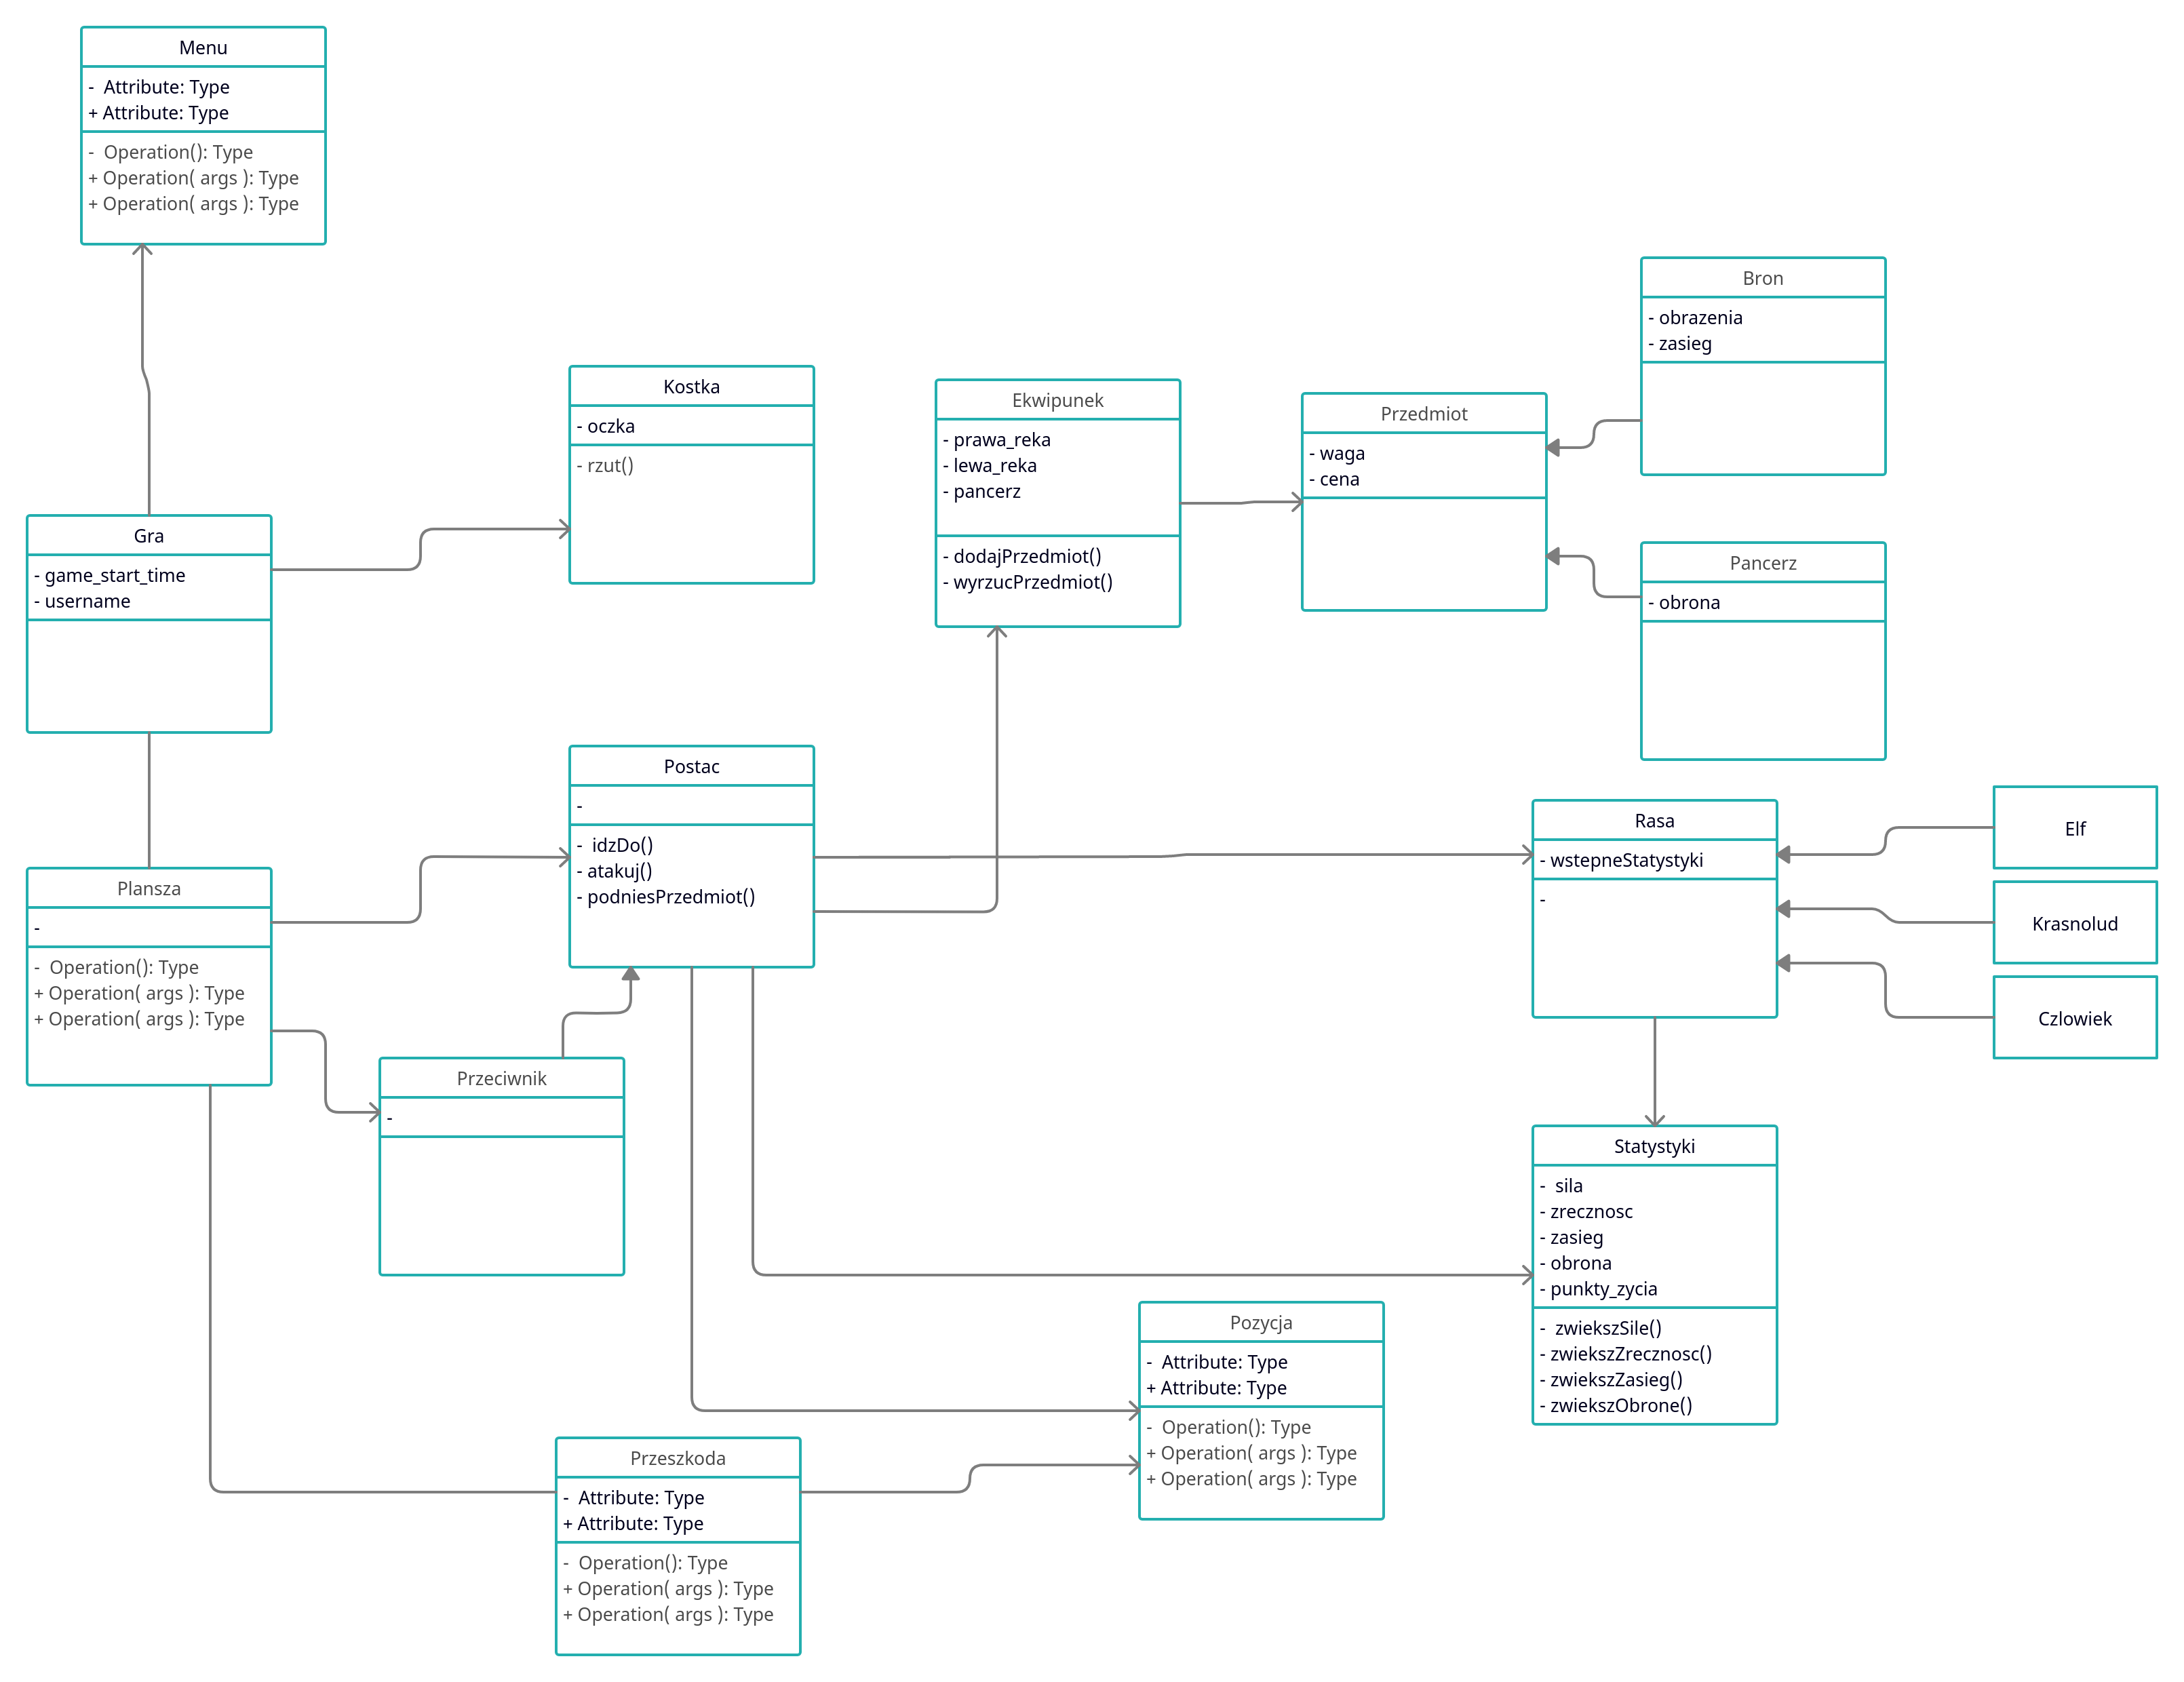 Menu
-  Attribute: Type
+ Attribute: Type
-  Operation(): Type
+ Operation( args ): Type
+ Operation( args ): Type
Bron
- obrazenia
- zasieg
Kostka
- oczka
- rzut()
Ekwipunek
- prawa_reka
- lewa_reka
- pancerz
- dodajPrzedmiot()
- wyrzucPrzedmiot()
Przedmiot
- waga
- cena
Gra
- game_start_time
- username
Pancerz
- obrona
Postac
-
-  idzDo()
- atakuj()
- podniesPrzedmiot()
Rasa
- wstepneStatystyki
-
Elf
Krasnolud
Czlowiek
Plansza
-
-  Operation(): Type
+ Operation( args ): Type
+ Operation( args ): Type
Przeciwnik
-
Statystyki
-  sila
- zrecznosc
- zasieg
- obrona
- punkty_zycia
-  zwiekszSile()
- zwiekszZrecznosc()
- zwiekszZasieg()
- zwiekszObrone()
Pozycja
-  Attribute: Type
+ Attribute: Type
-  Operation(): Type
+ Operation( args ): Type
+ Operation( args ): Type
Przeszkoda
-  Attribute: Type
+ Attribute: Type
-  Operation(): Type
+ Operation( args ): Type
+ Operation( args ): Type